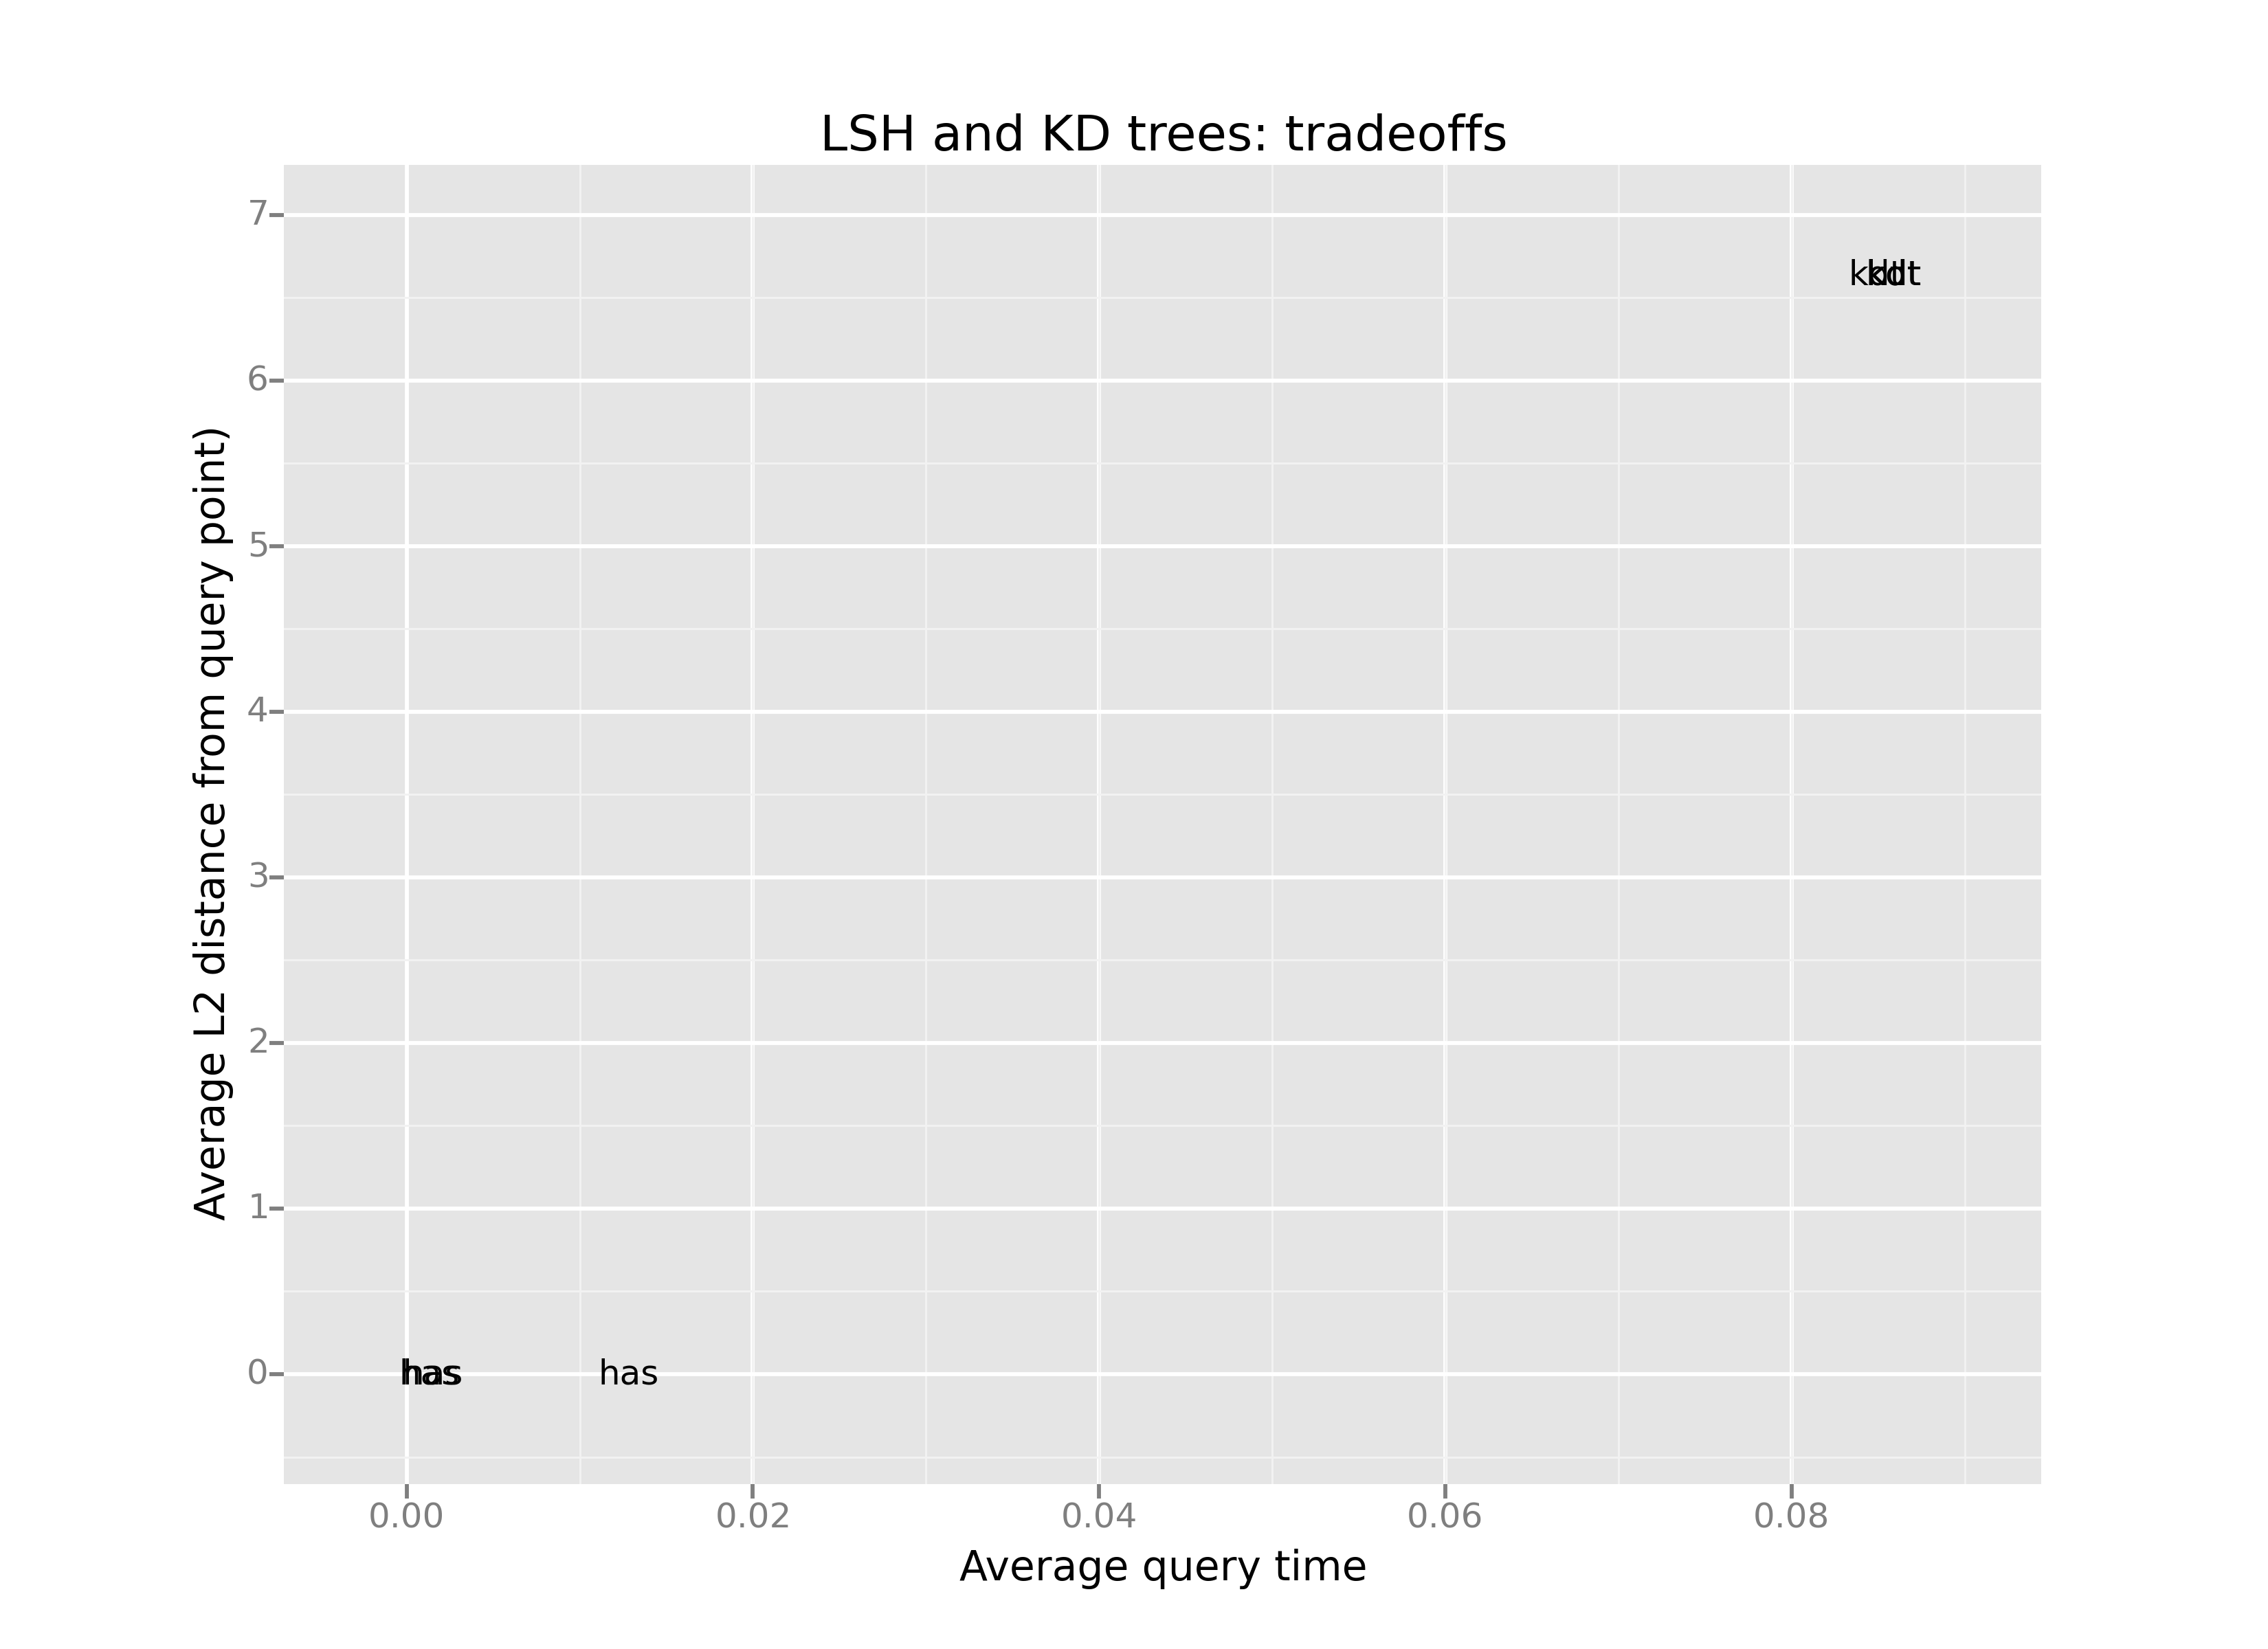 LSH and KD trees: tradeoffs
Average L2 distance from query point)
7
6
5
4
3
2
1
0
has
has
0.00
0.02
0.04
0.06
0.08
Average query time